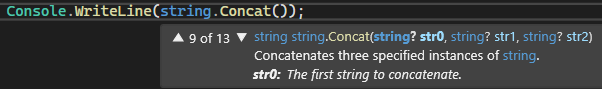 Console.WriteLine(string.Concat());
▲ 9 of 13 ▼ string string.Concat(string? str0, string? str1, string? str2)
Concatenates three specified instances of string.
str0: The first string to concatenate.